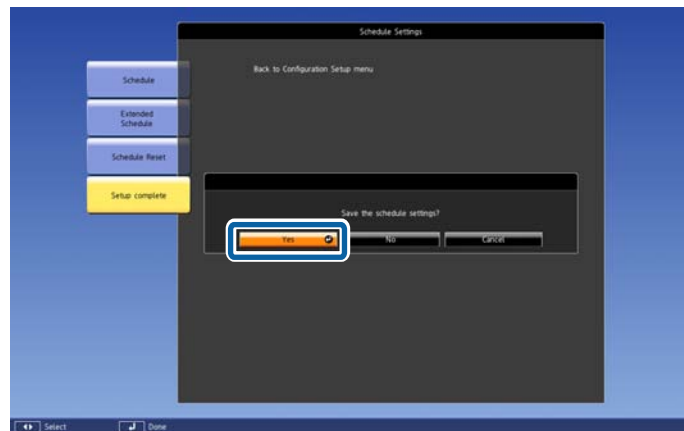 Schedule Settings
Back to Configuration Setup menu
Schedule
Extended
Schedule
Schedule Reset
Setup complete
Save the schedule settings?
Yes No Cancel
Select Done